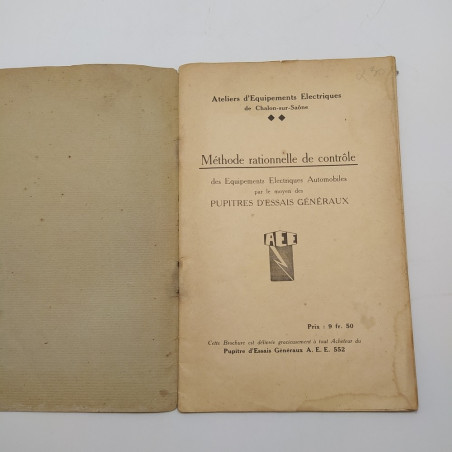 Ateliers d'Equipements Electriques
de Chalon-sur-Saône
Méthode rationnelle de contrôle
des Equipements Electriques Automobiles
par le moyen des
PUPITRES D'ESSAIS GÉNÉRAUX
AEE
Prix : 9 fr. 50
Cette Brochure est délivrée gracieusement à tout Acheteur du
Pupitre d'Essais Généraux A. E. E. 552